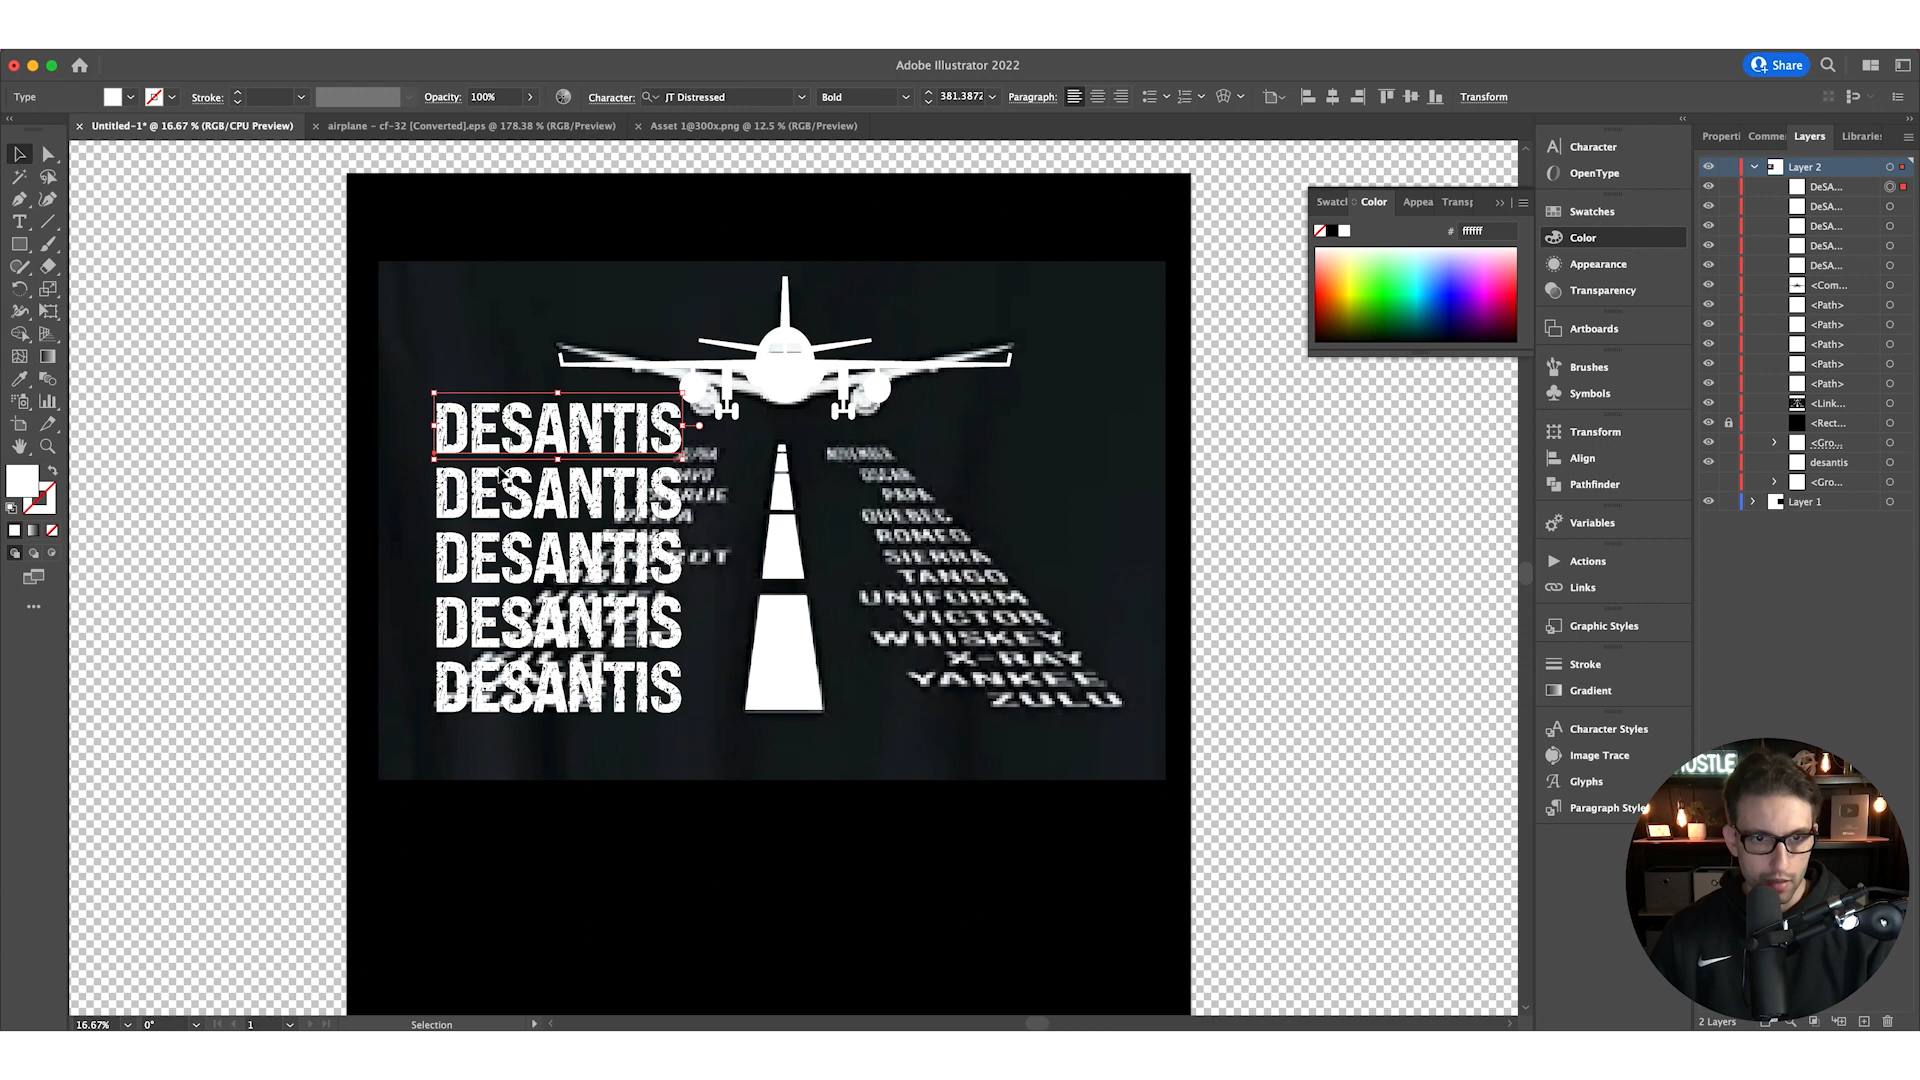 Adobe Illustrator 2022
Share
Type
Stroke:
Opacity: 100%
Character: JT Distressed
Bold
381.3872
Paragraph:
Transform
× Untitled-1* @ 16.67 % (RGB/CPU Preview)
× airplane - cf-32 [Converted].eps @ 178.38 % (RGB/Preview)
× Asset 1@300x.png @ 12.5 % (RGB/Preview)
DESANTIS
DESANTIS
DESANTIS
DESANTIS
DESANTIS
QUEBEC
ROMEO
SIERRA
TANGO
UNIFORM
VICTOR
WHISKEY
X-RAY
YANKEE
ZULU
Swatcl
Color
Appea
Transp
# ffffff
Character
OpenType
Swatches
Color
Appearance
Transparency
Artboards
Brushes
Symbols
Transform
Align
Pathfinder
Variables
Actions
Links
Graphic Styles
Stroke
Gradient
Character Styles
Image Trace
Glyphs
Paragraph Style
Properti
Comme
Layers
Librarie
Layer 2
DeSA...
DeSA...
DeSA...
DeSA...
DeSA...
<Com...
<Path>
<Path>
<Path>
<Path>
<Path>
<Link...
<Rect...
<Gro...
desantis
<Gro...
Layer 1
2 Layers
16.67%
0°
1
Selection